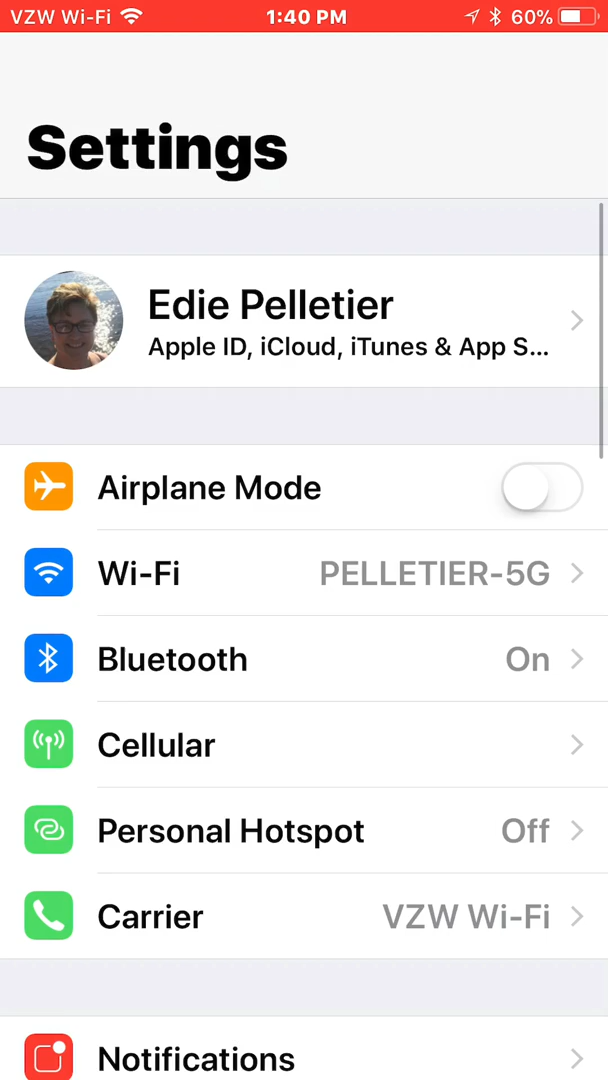 VZW Wi-Fi 1:40 PM 60%
Settings
Edie Pelletier
Apple ID, iCloud, iTunes & App S...
Airplane Mode
Wi-Fi PELLETIER-5G
Bluetooth On
Cellular
Personal Hotspot Off
Carrier VZW Wi-Fi
Notifications